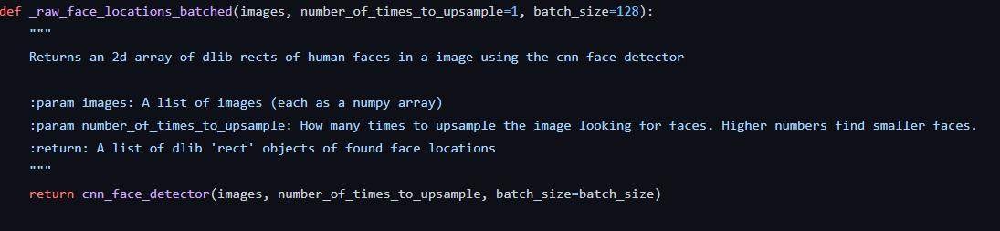 def _raw_face_locations_batched(images, number_of_times_to_upsample=1, batch_size=128):
    """
    Returns an 2d array of dlib rects of human faces in a image using the cnn face detector

    :param images: A list of images (each as a numpy array)
    :param number_of_times_to_upsample: How many times to upsample the image looking for faces. Higher numbers find smaller faces.
    :return: A list of dlib 'rect' objects of found face locations
    """
    return cnn_face_detector(images, number_of_times_to_upsample, batch_size=batch_size)